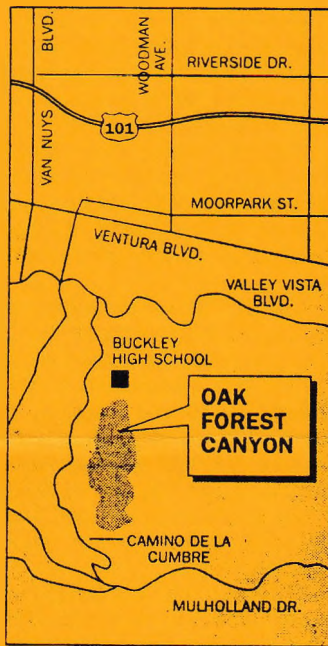 BLVD.
VAN NUYS
WOODMAN
AVE.
RIVERSIDE DR.
101
MOORPARK ST.
VENTURA BLVD.
VALLEY VISTA
BLVD.
BUCKLEY
HIGH SCHOOL
OAK
FOREST
CANYON
CAMINO DE LA
CUMBRE
MULHOLLAND DR.